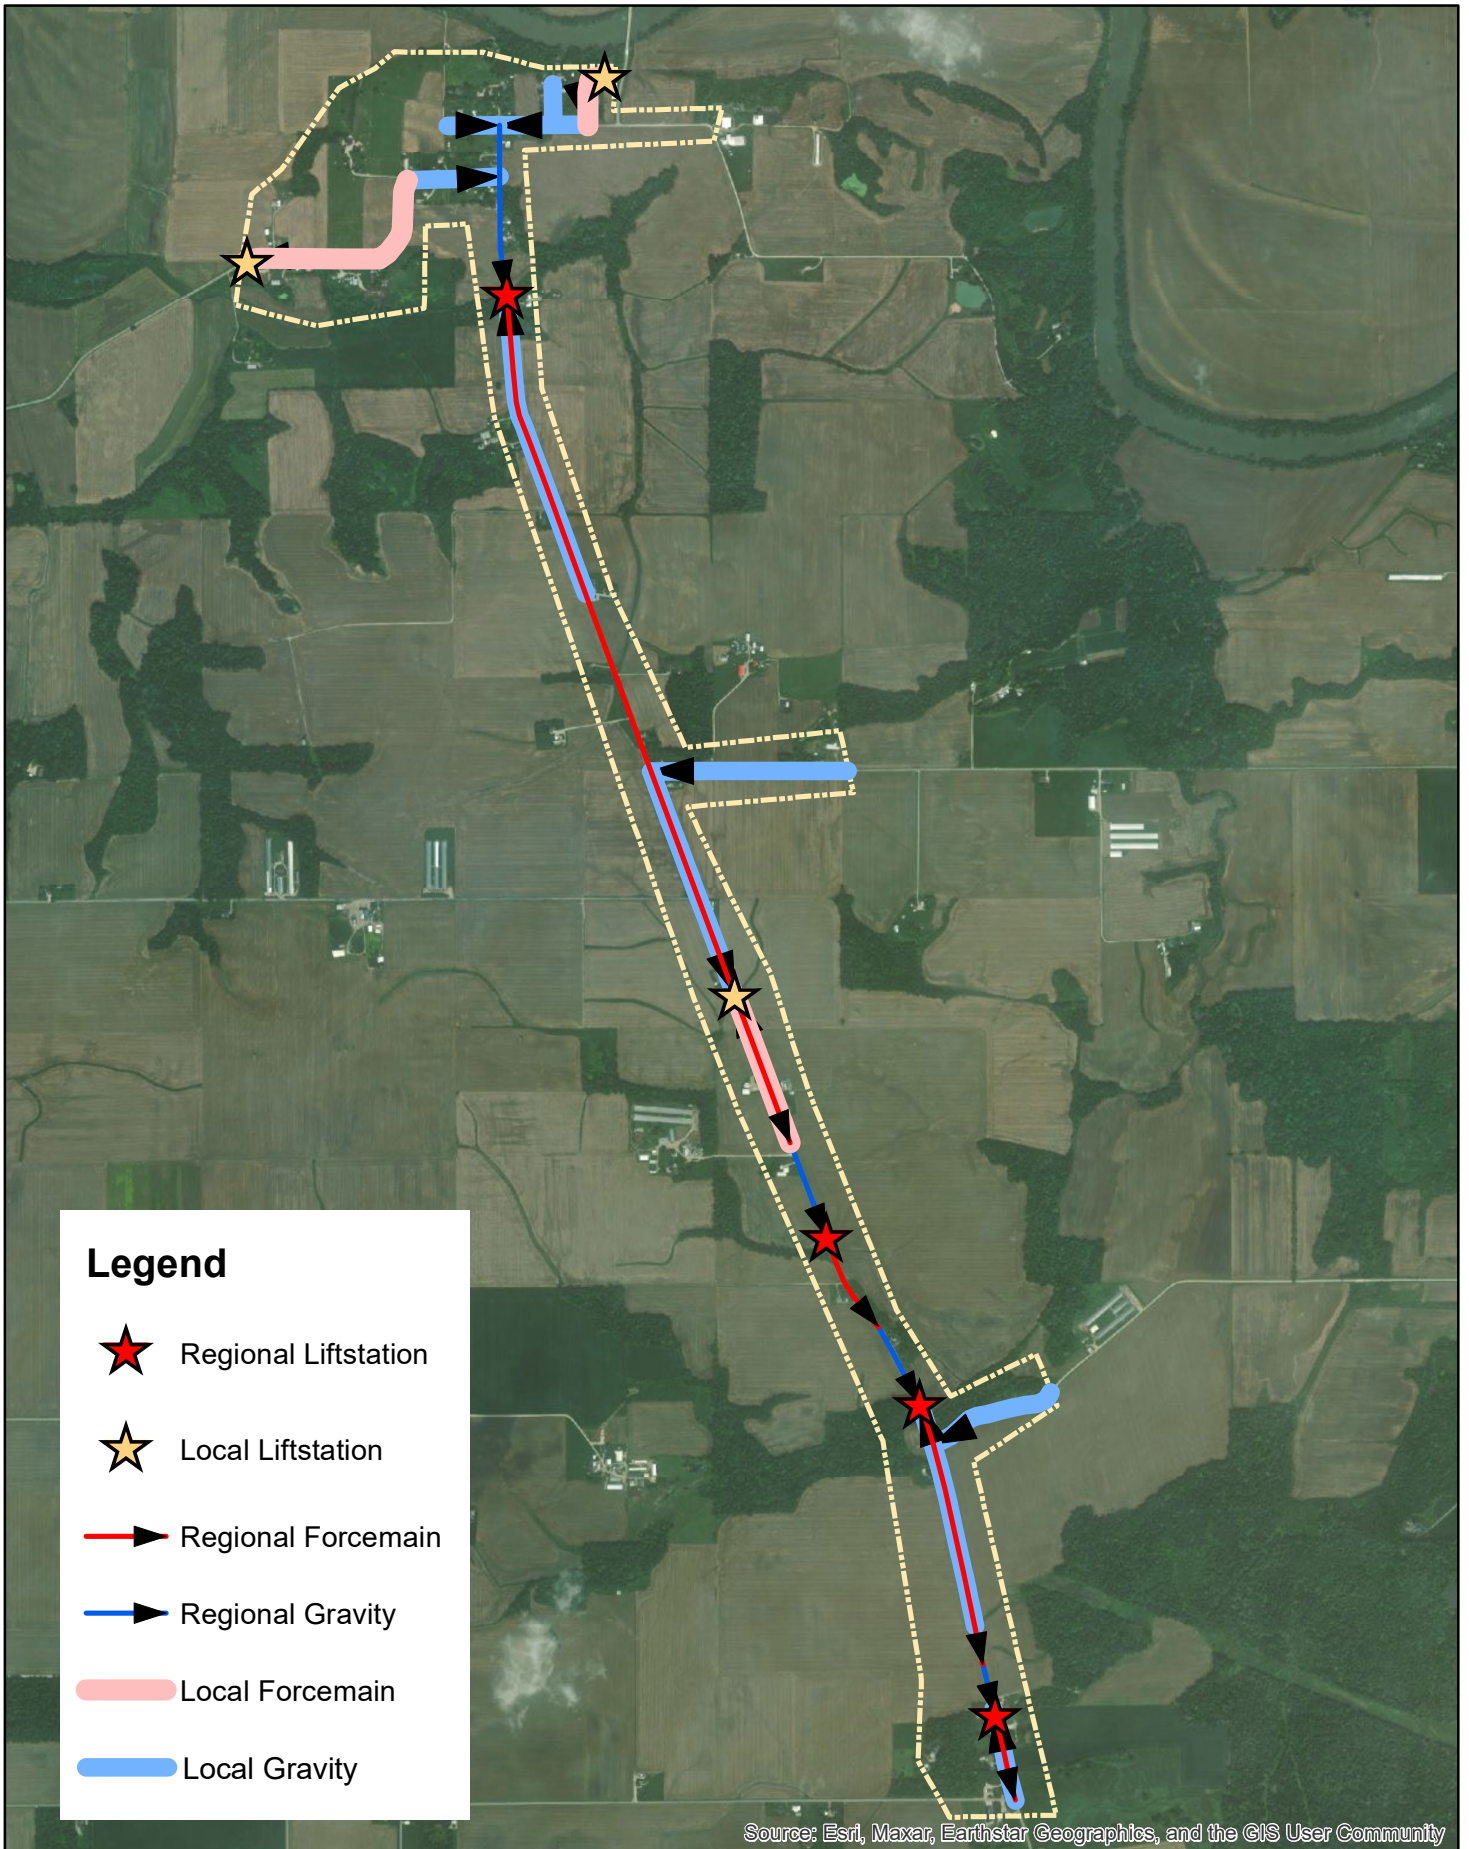 Legend
Regional Liftstation
Local Liftstation
Regional Forcemain
Regional Gravity
Local Forcemain
Local Gravity
Source: Esri, Maxar, Earthstar Geographics, and the GIS User Community